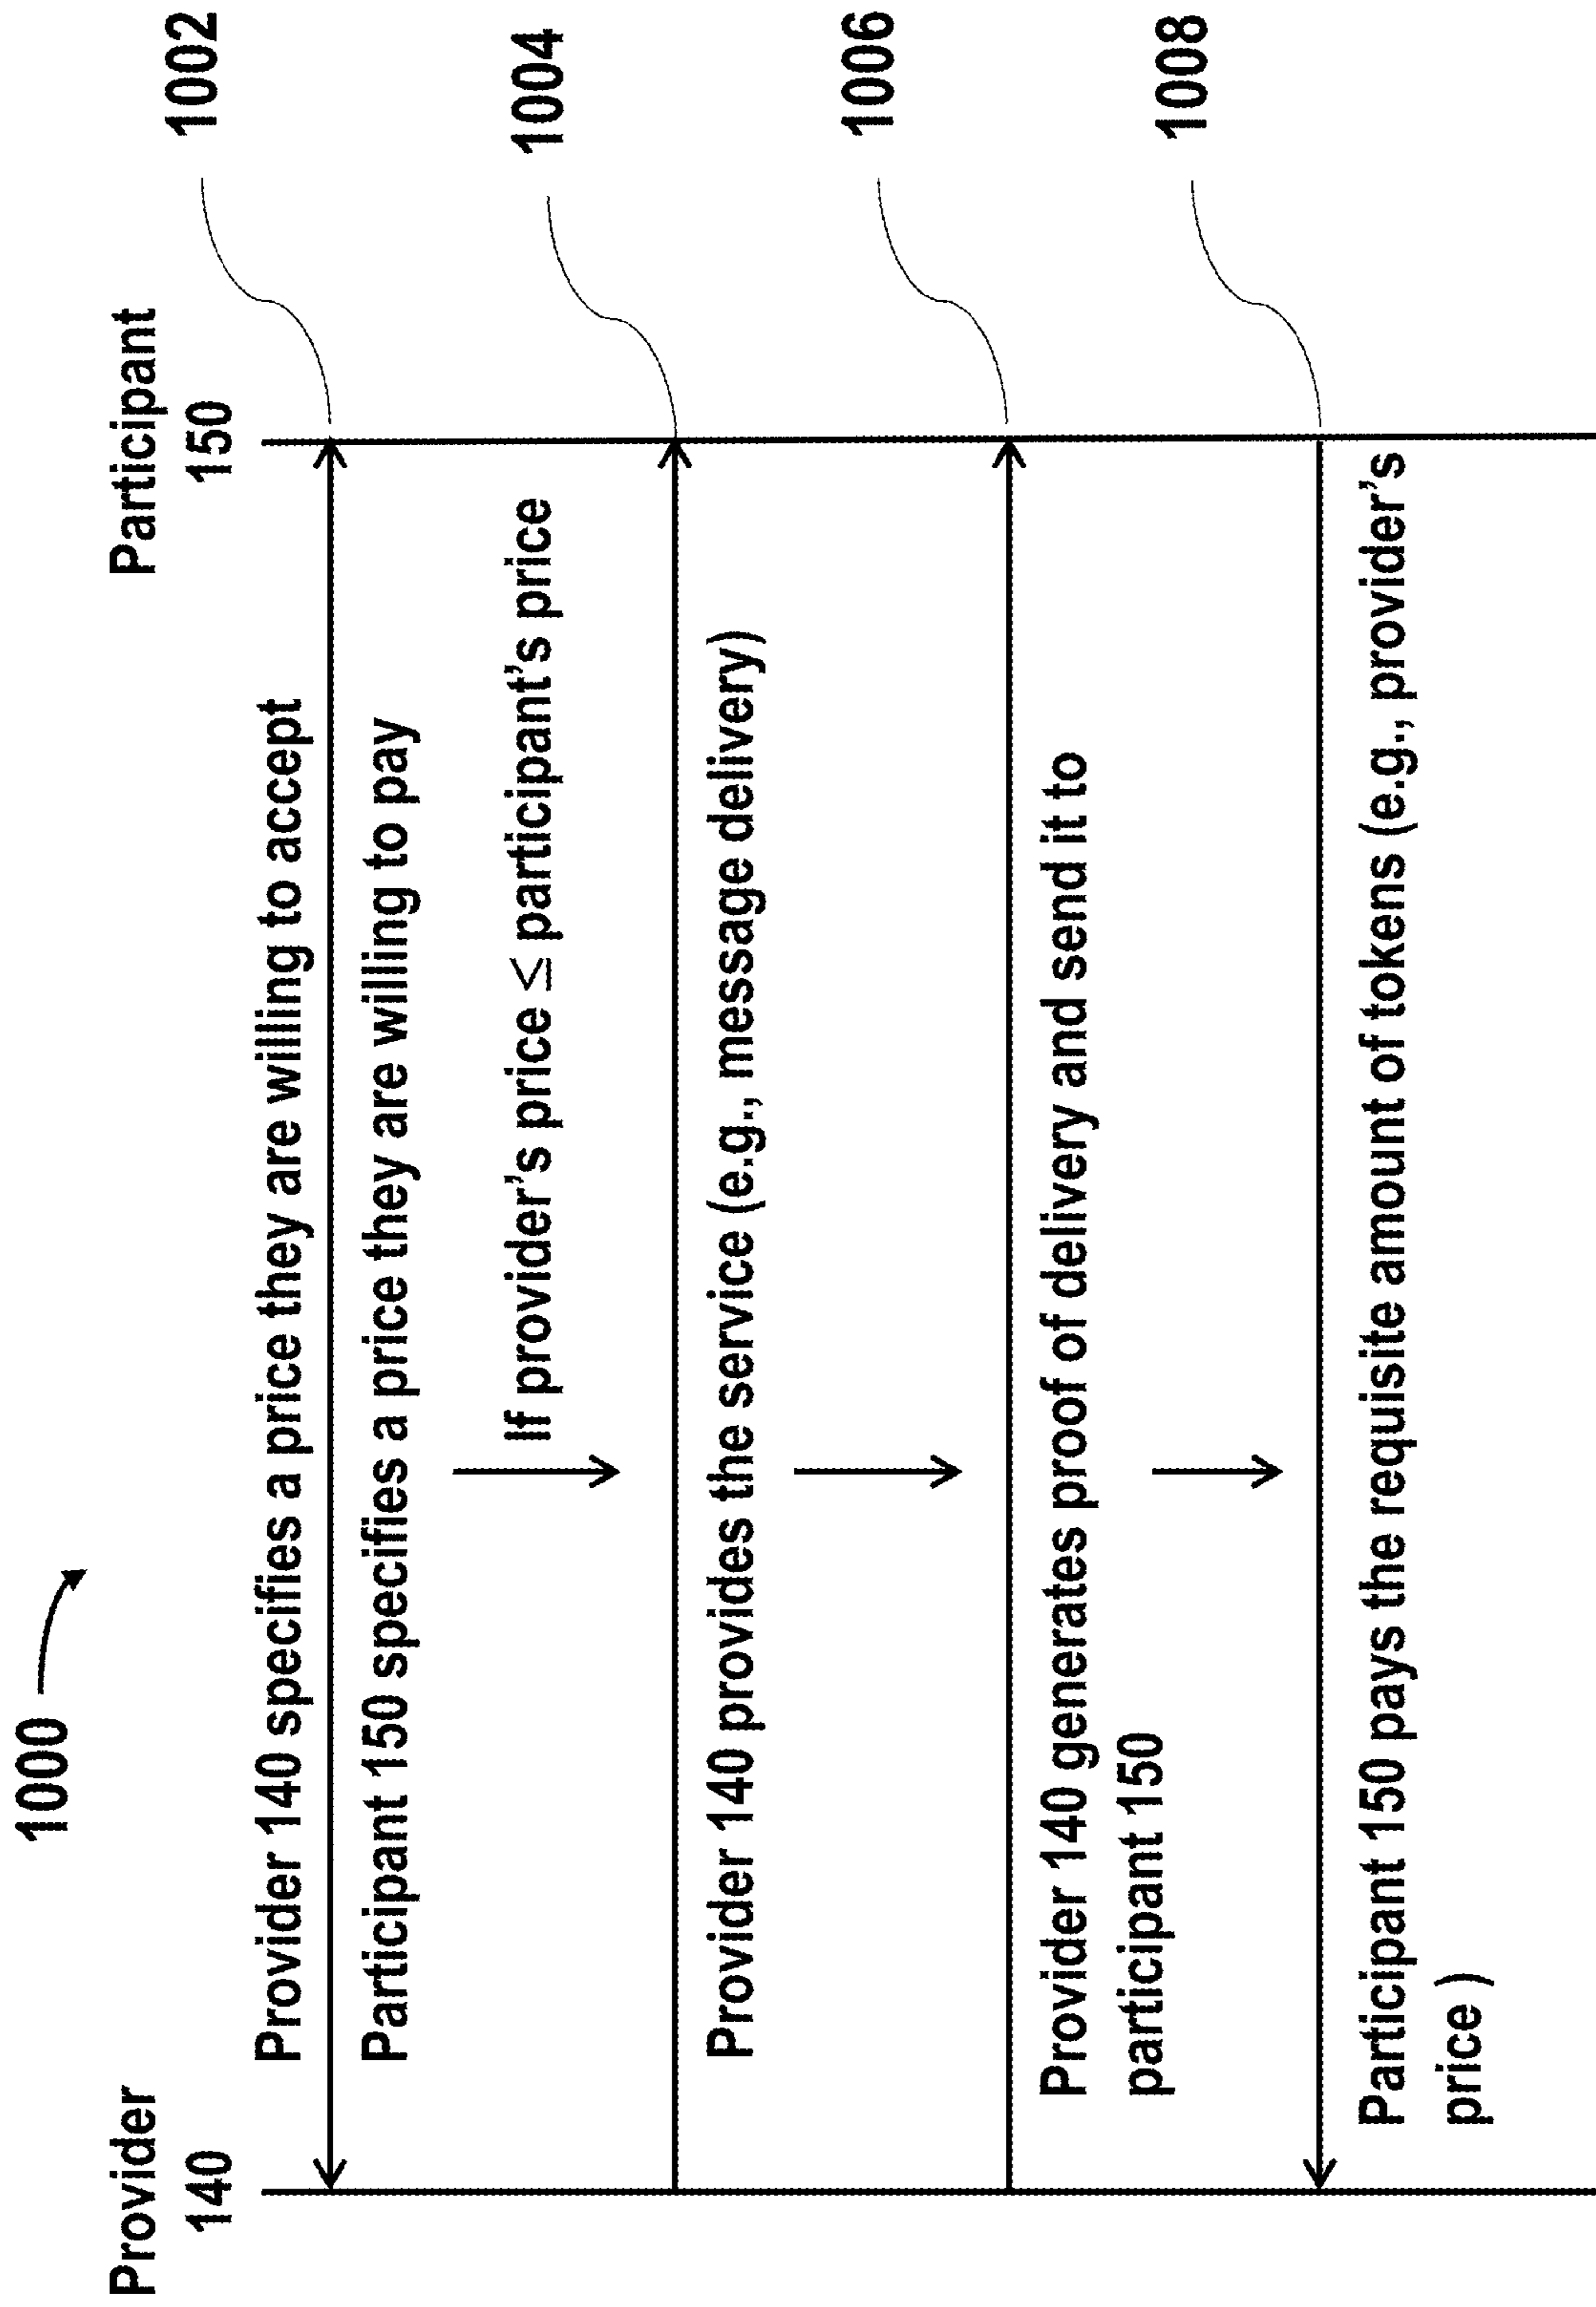 1000
Provider
140
Participant
150
Provider 140 specifies a price they are willing to accept
1002
Participant 150 specifies a price they are willing to pay
If provider's price ≤ participant's price
1004
Provider 140 provides the service (e.g., message delivery)
1006
Provider 140 generates proof of delivery and send it to
participant 150
1008
Participant 150 pays the requisite amount of tokens (e.g., provider's
price )